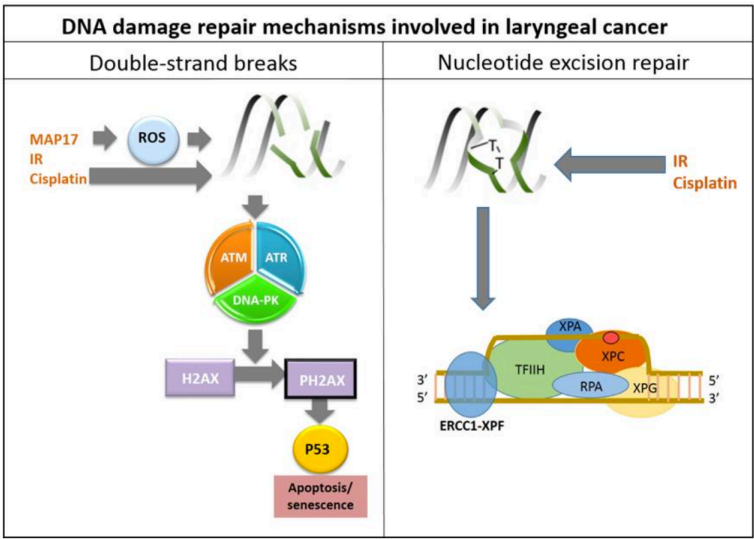 DNA damage repair mechanisms involved in laryngeal cancer
Double-strand breaks
MAP17
IR
Cisplatin
ROS
ATM
ATR
DNA-PK
H2AX
PH2AX
P53
Apoptosis/
senescence
Nucleotide excision repair
T
T
IR
Cisplatin
XPA
XPC
TFIIH
RPA
XPG
3’
5’
5’
3’
ERCC1-XPF